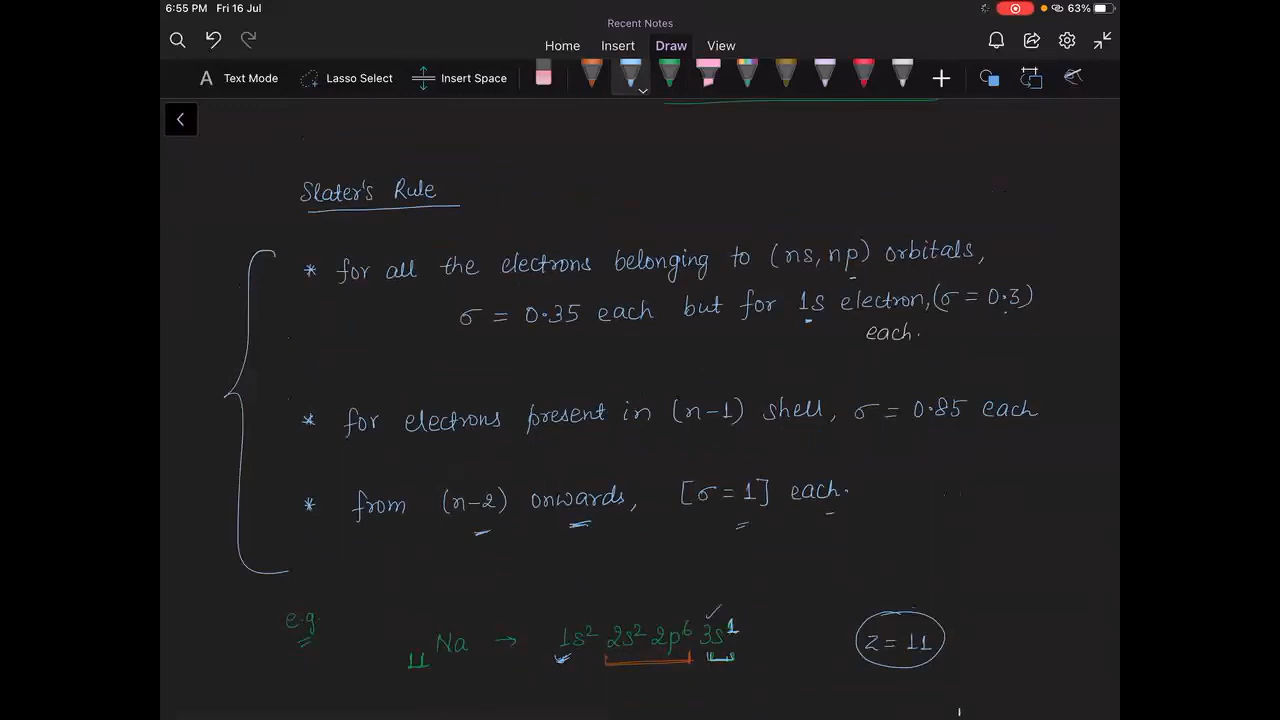 6:55 PM Fri 16 Jul
63%
Recent Notes
Home Insert Draw View
A Text Mode Lasso Select Insert Space
Slater's Rule
* for all the electrons belonging to (ns, np) orbitals,
σ = 0.35 each but for 1s electron, (σ = 0.3)
each.
* for electrons present in (n-1) shell, σ = 0.85 each
* from (n-2) onwards, [σ = 1] each.
e.g.
11 Na → 1s² 2s² 2p⁶ 3s¹ Z = 11